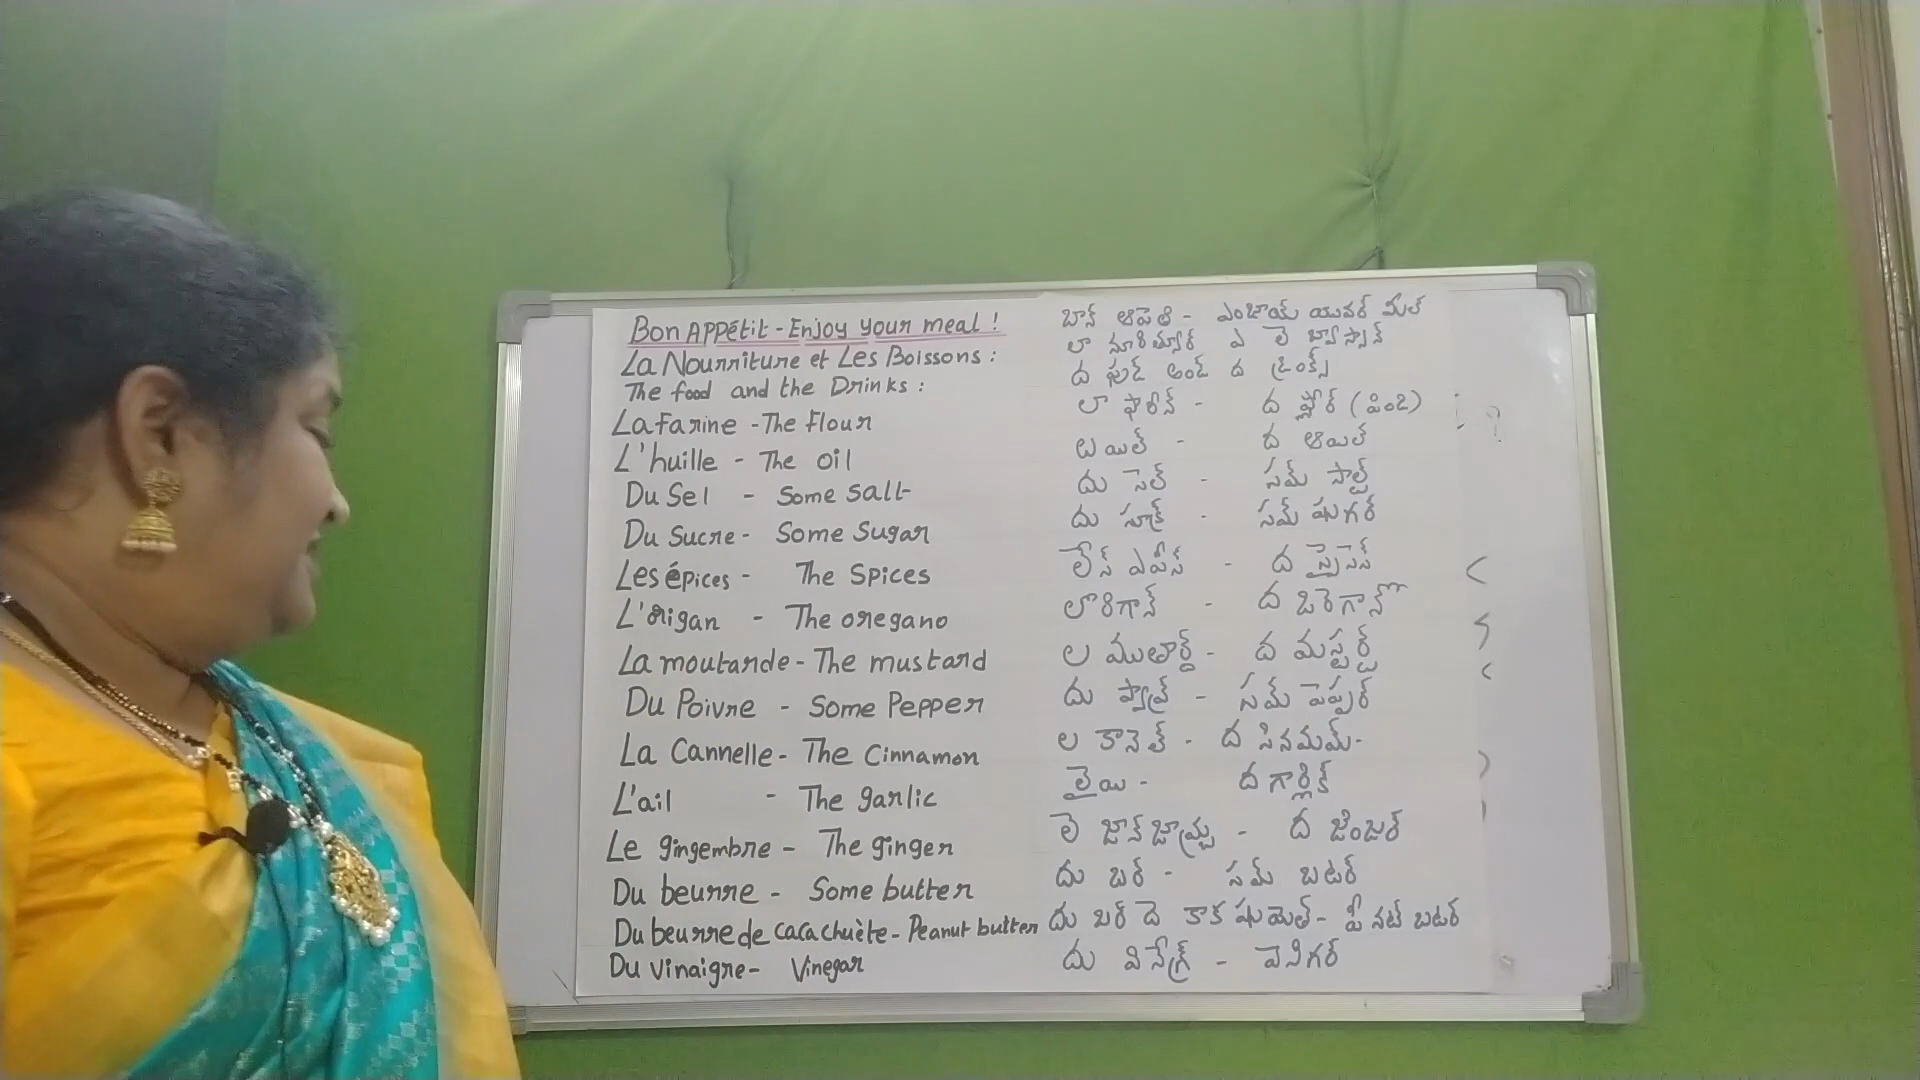 Bon APPétit - Enjoy your meal ! బాన్ ఆపెతి - ఎంజాయ్ యువర్ మీల్
La Nourriture et Les Boissons : లా నూరిత్యూర్ ఎ లె బ్వాస్సాన్
The food and the Drinks : ద ఫుడ్ అండ్ ద డ్రింక్స్
La farine - The flour లా ఫారిన్ - ద ఫ్లోర్ (పిండి)
L'huille - The oil లుయిల్ - ద ఆయిల్
Du Sel - Some Salt దు సెల్ - సమ్ సాల్ట్
Du Sucre - Some Sugar దు సూక్ర్ - సమ్ షుగర్
Les épices - The Spices లేస్ ఎపీస్ - ద స్పైసెస్
L'origan - The oregano లొరిగాన్ - ద ఒరెగానో
La moutarde - The mustard ల ముతార్ద్ - ద మస్టర్డ్
Du Poivre - Some Pepper దు ప్వావ్ర్ - సమ్ పెప్పర్
La Cannelle - The Cinnamon ల కానెల్ - ద సినమమ్-
L'ail - The garlic లైయి - ద గార్లిక్
Le gingembre - The ginger లె జాన్జామ్బ్ర - ద జింజర్
Du beurre - Some butter దు బర్ - సమ్ బటర్
Du beurre de cacachuète - Peanut butter దు బర్ దె కాకషుయెత్ - పీనట్ బటర్
Du Vinaigre - Vinegar దు వినేగ్ర్ - వెనిగర్